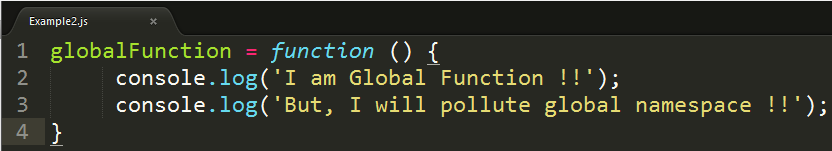 Example2.js ×
1 globalFunction = function () {
2 console.log('I am Global Function !!');
3 console.log('But, I will pollute global namespace !!');
4 }